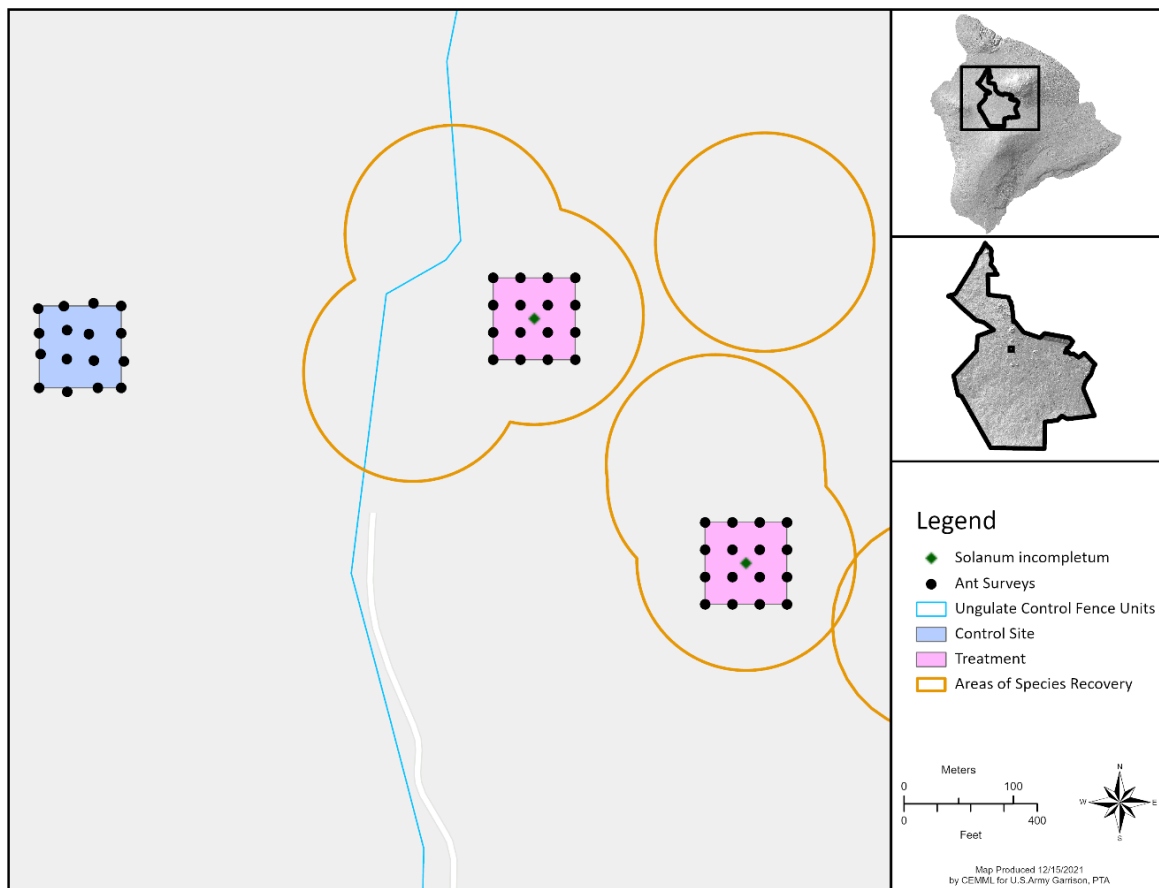 Legend
Solanum incompletum
Ant Surveys
Ungulate Control Fence Units
Control Site
Treatment
Areas of Species Recovery
Meters
0 100
0 400
Feet
N
W E
S
Map Produced 12/15/2021
by CEMML for U.S.Army Garrison, PTA